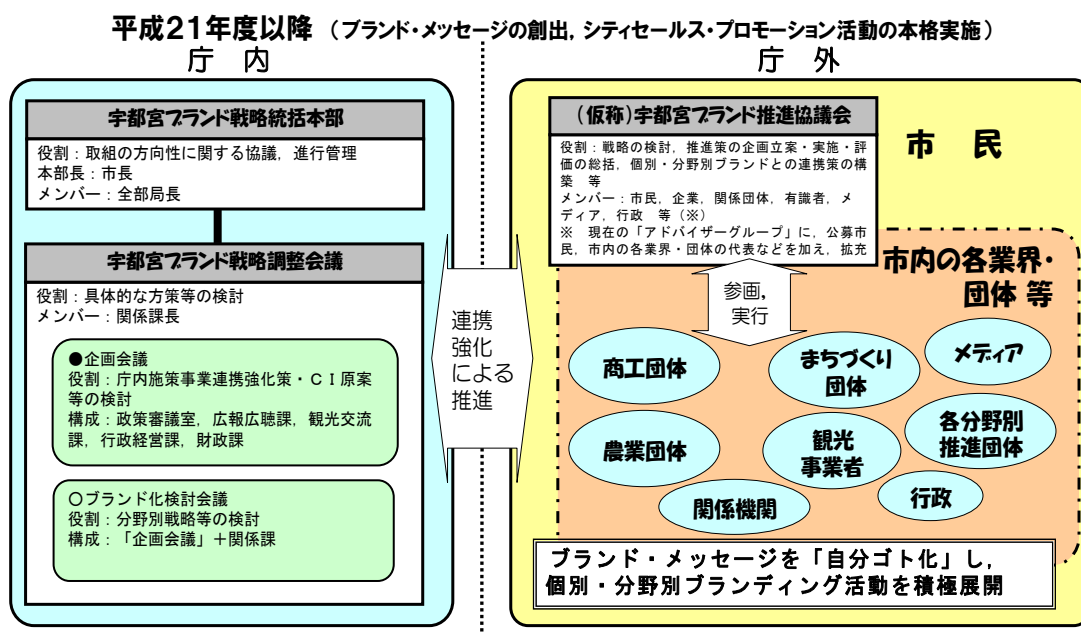 平成21年度以降（ブランド・メッセージの創出，シティセールス・プロモーション活動の本格実施）
庁 内
宇都宮ブランド戦略統括本部
役割：取組の方向性に関する協議，進行管理
本部長：市長
メンバー：全部局長
宇都宮ブランド戦略調整会議
役割：具体的な方策等の検討
メンバー：関係課長
●企画会議
役割：庁内施策事業連携強化策・ＣＩ原案
等の検討
構成：政策審議室，広報広聴課，観光交流
課，行政経営課，財政課
○ブランド化検討会議
役割：分野別戦略等の検討
構成：「企画会議」＋関係課
連携
強化
による
推進
庁 外
（仮称）宇都宮ブランド推進協議会
役割：戦略の検討，推進策の企画立案・実施・評
価の総括，個別・分野別ブランドとの連携策の構
築 等
メンバー：市民，企業，関係団体，有識者，メ
ディア，行政 等（※）
※ 現在の「アドバイザーグループ」に，公募市
民，市内の各業界・団体の代表などを加え，拡充
市 民
市内の各業界・
団体 等
参画，
実行
商工団体
まちづくり
団体
メディア
農業団体
観光
事業者
各分野別
推進団体
関係機関
行政
ブランド・メッセージを「自分ゴト化」し，
個別・分野別ブランディング活動を積極展開